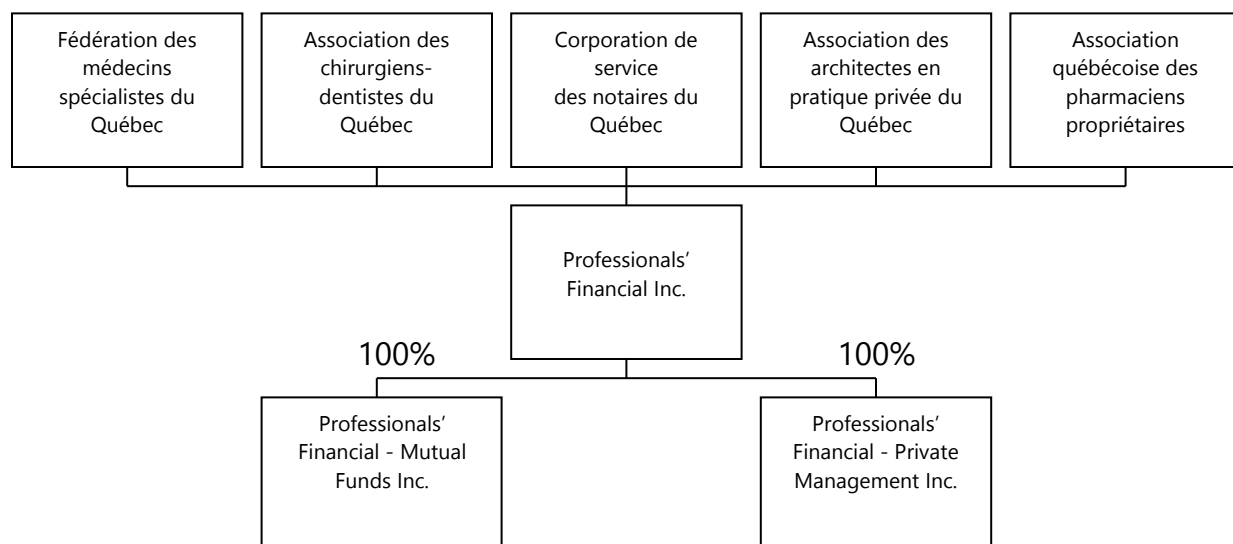 Fédération des
médecins
spécialistes du
Québec
Association des
chirurgiens-
dentistes du
Québec
Corporation de
service
des notaires du
Québec
Association des
architectes en
pratique privée du
Québec
Association
québécoise des
pharmaciens
propriétaires
Professionals’
Financial Inc.
100%
100%
Professionals’
Financial - Mutual
Funds Inc.
Professionals’
Financial - Private
Management Inc.